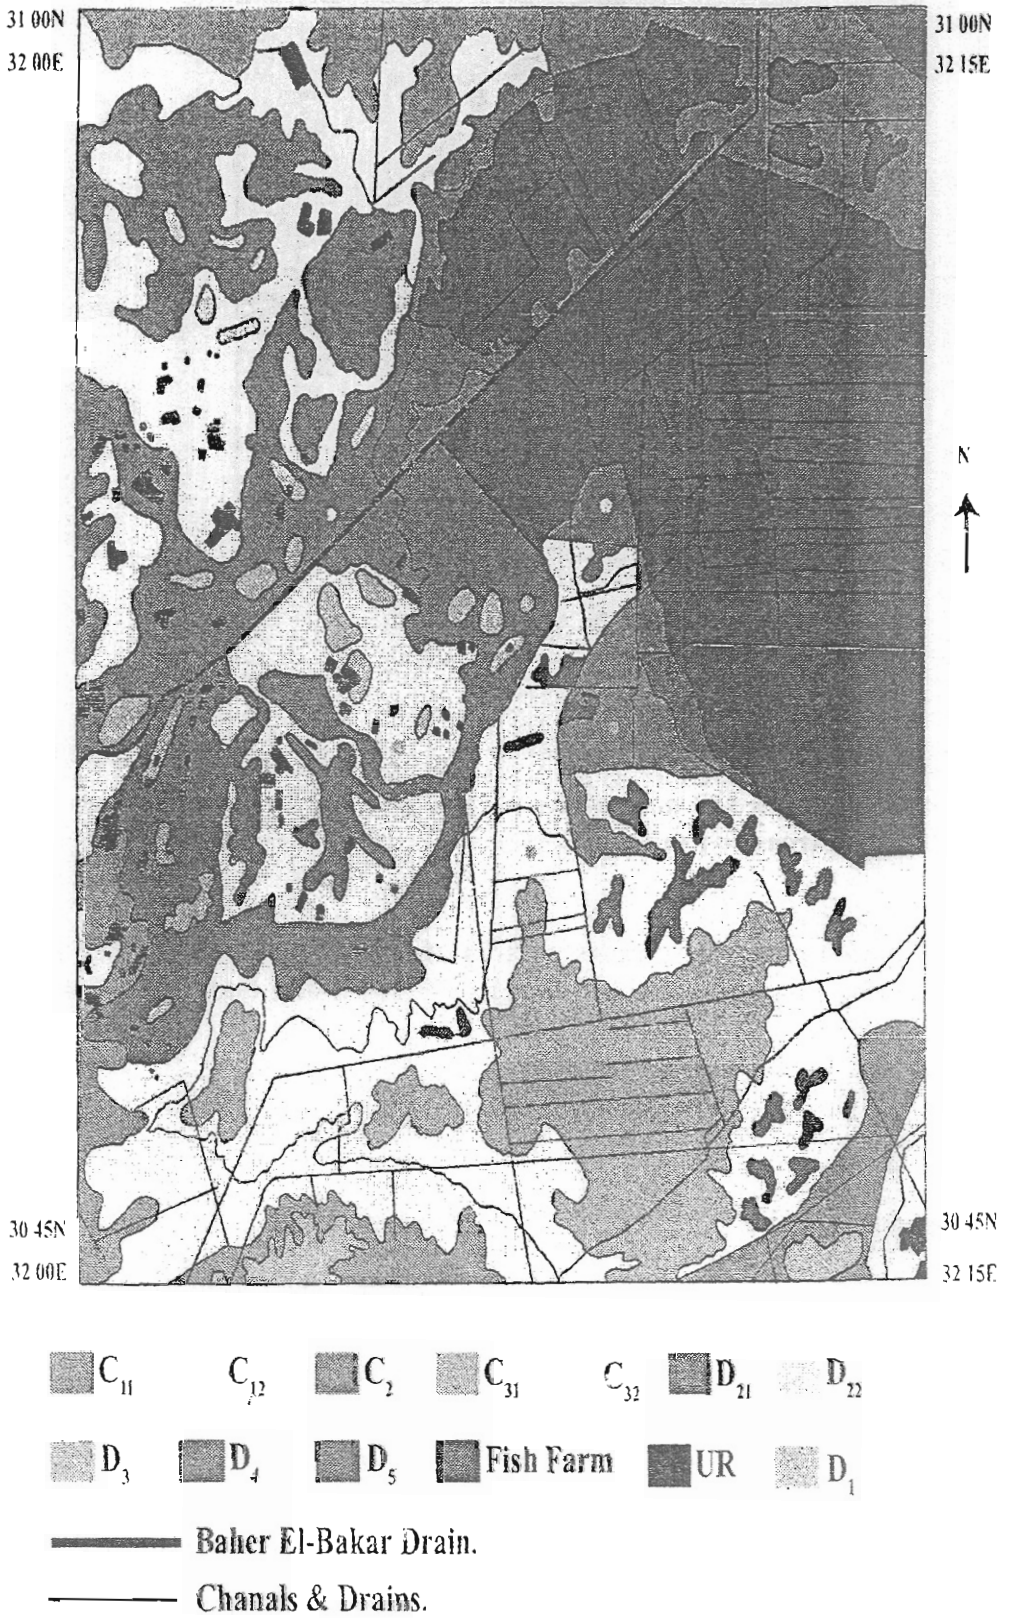 31 00N
31 00N
32 00E
32 15E
N
30 45N
30 45N
32 00E
32 15E
C11 C12 C2 C31 C32 D21 D22
D3 D4 D5 Fish Farm UR D1
Baher El-Bakar Drain.
Chanals & Drains.